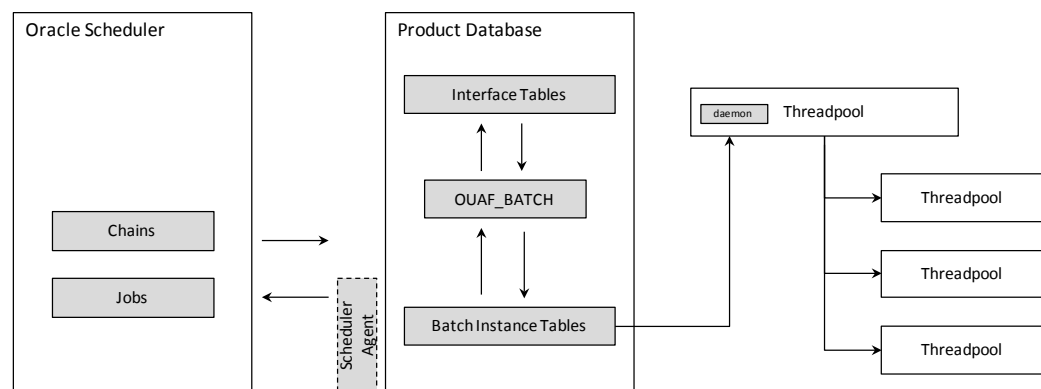 Oracle Scheduler
Chains
Jobs
Scheduler
Agent
Product Database
Interface Tables
OUAF_BATCH
Batch Instance Tables
daemon
Threadpool
Threadpool
Threadpool
Threadpool